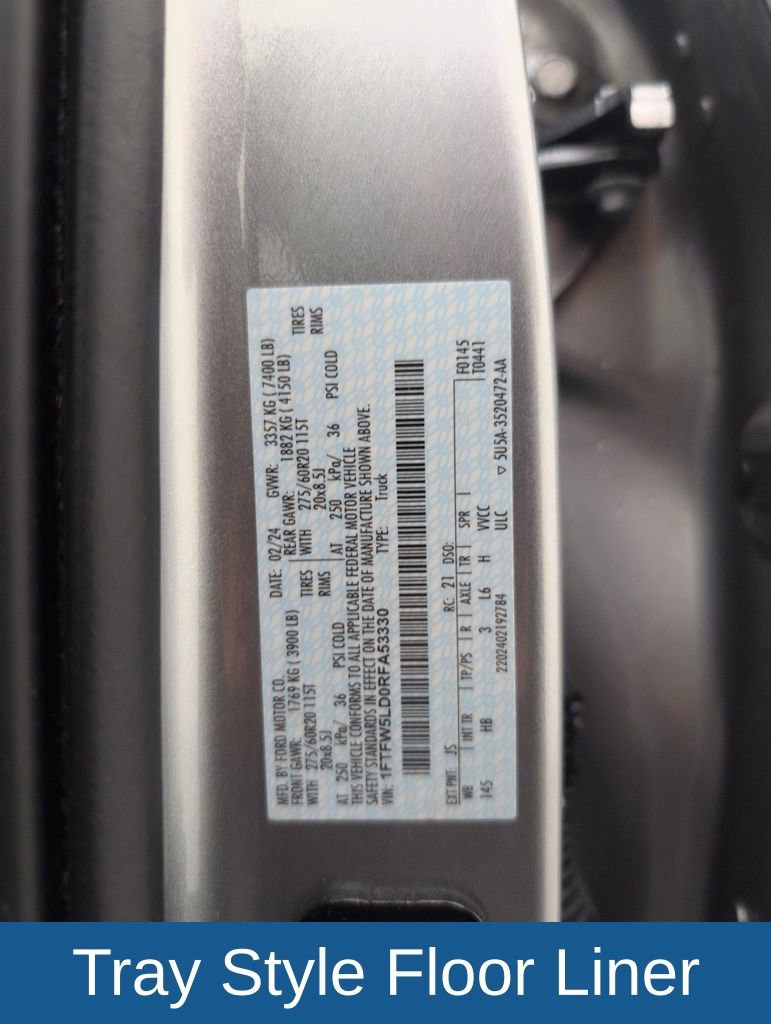 MFD. BY FORD MOTOR CO.
DATE: 02/24 GVWR: 3357 KG ( 7400 LB)
FRONT GAWR: 1769 KG ( 3900 LB)
REAR GAWR: 1882 KG ( 4150 LB)
WITH 275/60R20 115T TIRES
WITH 275/60R20 115T TIRES
20x8.5J RIMS
20x8.5J RIMS
AT 250 kPa/ 36 PSI COLD
AT 250 kPa/ 36 PSI COLD
THIS VEHICLE CONFORMS TO ALL APPLICABLE FEDERAL MOTOR VEHICLE
SAFETY STANDARDS IN EFFECT ON THE DATE OF MANUFACTURE SHOWN ABOVE.
VIN: 1FTFW5LD0RFA53330 TYPE: Truck
EXT PNT: JS RC: 21 DSO: F0145
WB INT TR TP/PS R AXLE TR SPR T0441
145 HB 3 L6 H VVCC
2202402192784 ULC ▽ 5U5A-3520472-AA
Tray Style Floor Liner